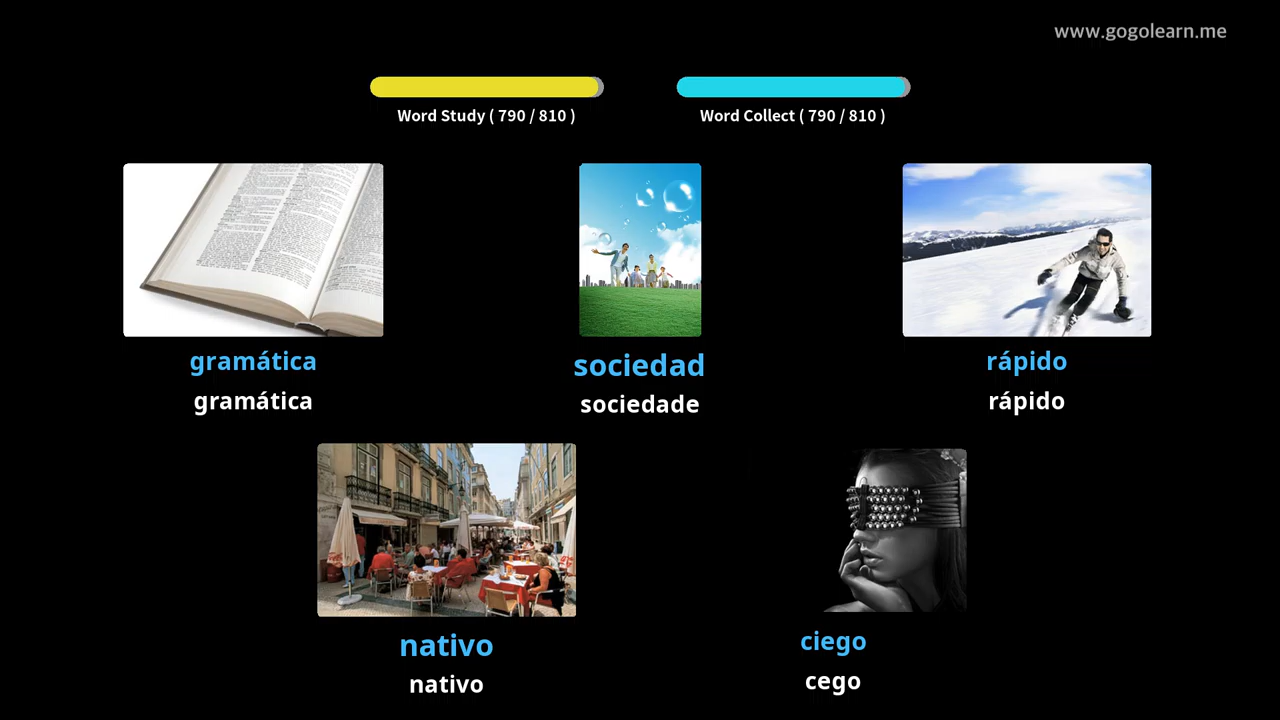 www.gogolearn.me
Word Study ( 790 / 810 )
Word Collect ( 790 / 810 )
gramática
gramática
sociedad
sociedade
rápido
rápido
nativo
nativo
ciego
cego